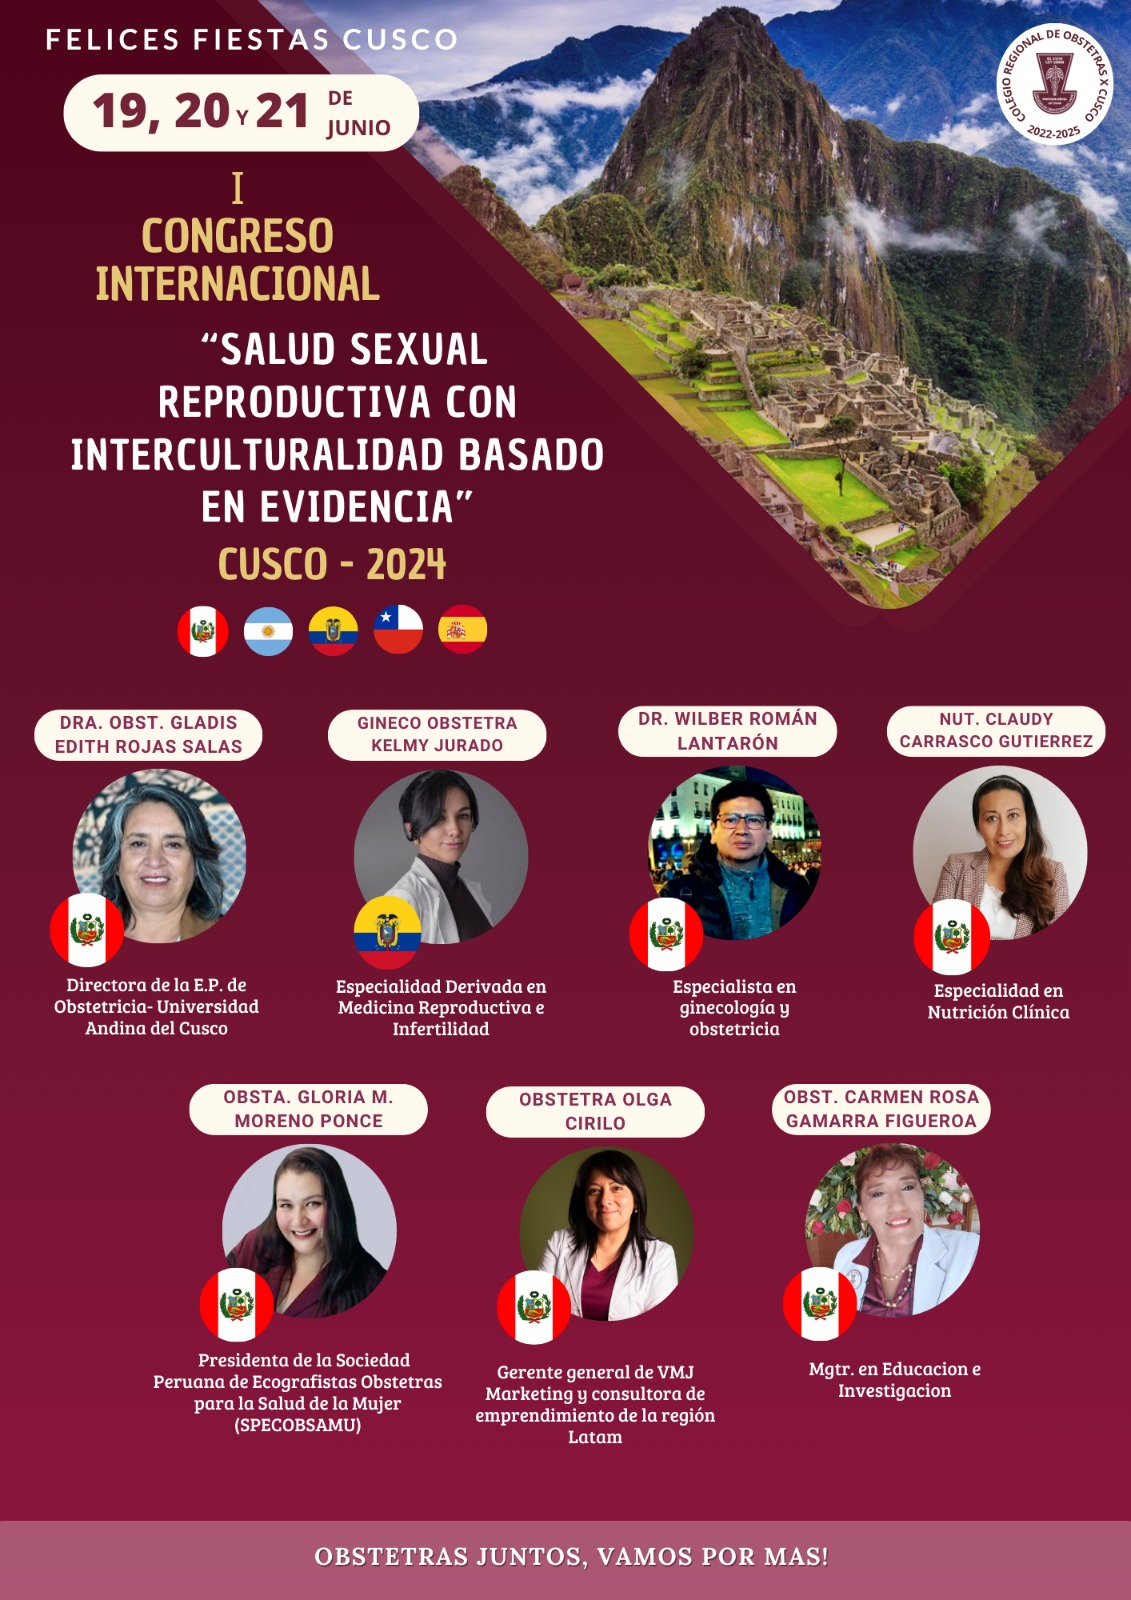 FELICES FIESTAS CUSCO
19, 20 Y 21 DE JUNIO
COLEGIO REGIONAL DE OBSTETRAS X CUSCO
2022-2025
I
CONGRESO
INTERNACIONAL
“SALUD SEXUAL
REPRODUCTIVA CON
INTERCULTURALIDAD BASADO
EN EVIDENCIA”
CUSCO - 2024
DRA. OBST. GLADIS
EDITH ROJAS SALAS
Directora de la E.P. de
Obstetricia- Universidad
Andina del Cusco
GINECO OBSTETRA
KELMY JURADO
Especialidad Derivada en
Medicina Reproductiva e
Infertilidad
DR. WILBER ROMÁN
LANTARÓN
Especialista en
ginecología y
obstetricia
NUT. CLAUDY
CARRASCO GUTIERREZ
Especialidad en
Nutrición Clínica
OBSTA. GLORIA M.
MORENO PONCE
Presidenta de la Sociedad
Peruana de Ecografistas Obstetras
para la Salud de la Mujer
(SPECOBSAMU)
OBSTETRA OLGA
CIRILO
Gerente general de VMJ
Marketing y consultora de
emprendimiento de la región
Latam
OBST. CARMEN ROSA
GAMARRA FIGUEROA
Mgtr. en Educacion e
Investigacion
OBSTETRAS JUNTOS, VAMOS POR MAS!